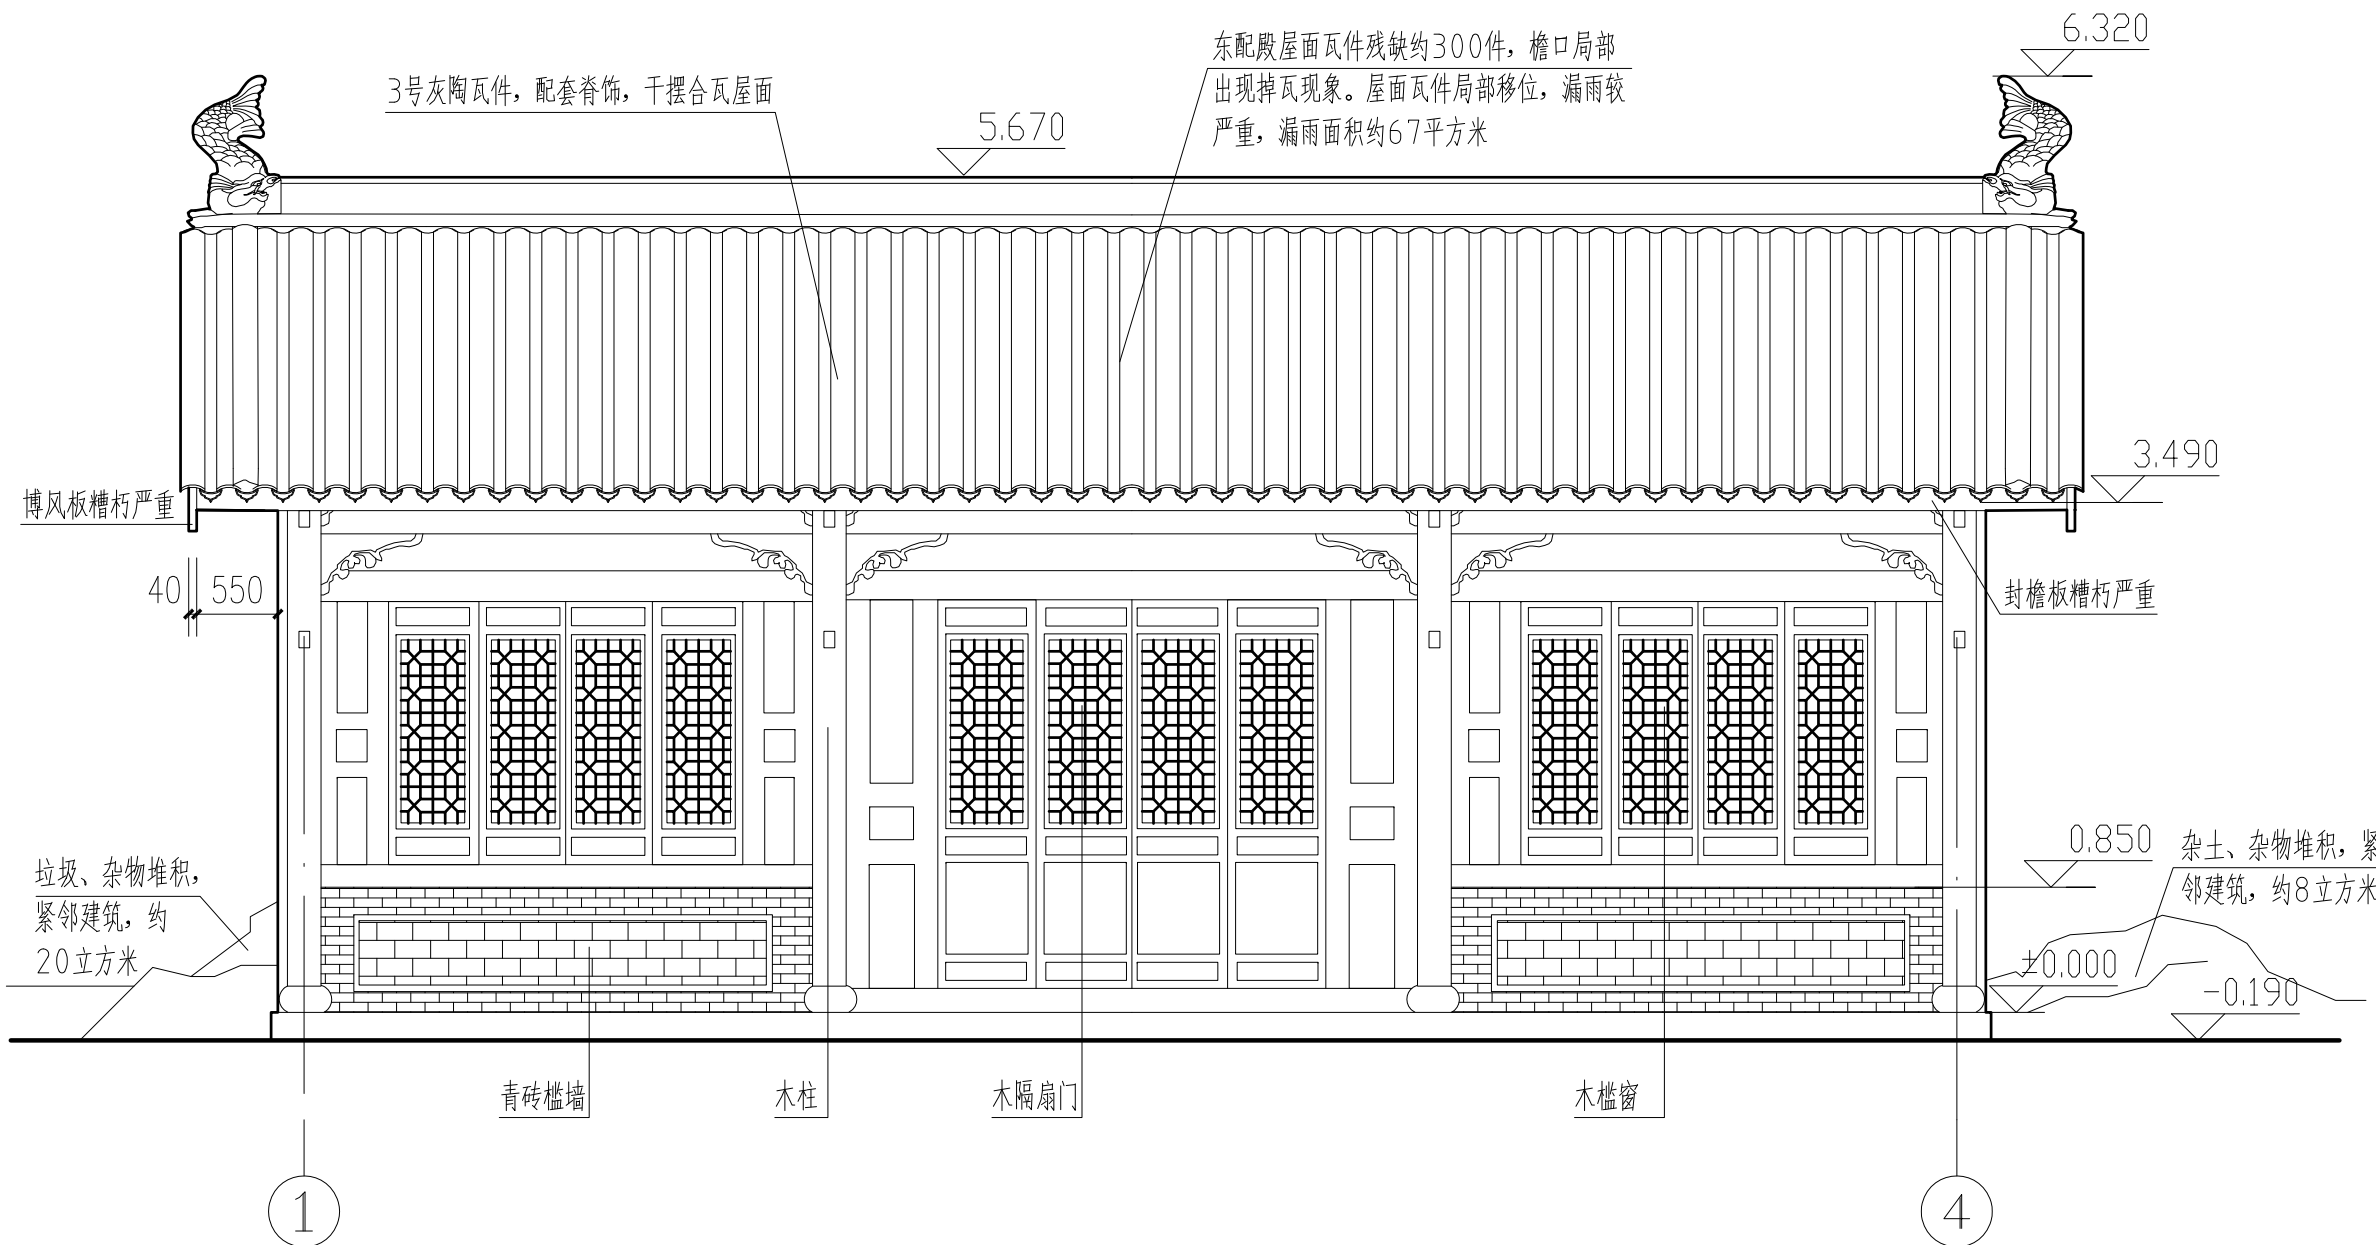 6.320
东配殿屋面瓦件残缺约300件，檐口局部
出现掉瓦现象。屋面瓦件局部移位，漏雨较
严重，漏雨面积约67平方米
3号灰陶瓦件，配套脊饰，干摆合瓦屋面
5.670
3.490
博风板糟朽严重
40
550
封檐板糟朽严重
0.850
杂土、杂物堆积，紧
邻建筑，约8立方米
垃圾、杂物堆积，
紧邻建筑，约
20立方米
±0.000
-0.190
青砖槛墙
木柱
木隔扇门
木槛窗
1
4